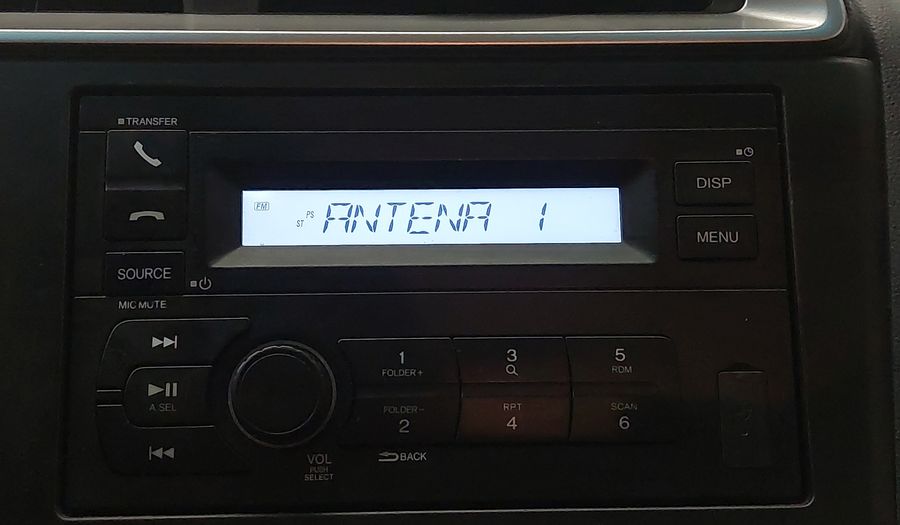 TRANSFER
DISP
MENU
FM
PS
ST
ANTENA 1
SOURCE
MIC MUTE
A.SEL
VOL
PUSH
SELECT
1
FOLDER+
3
5
RDM
FOLDER-
2
RPT
4
SCAN
6
BACK